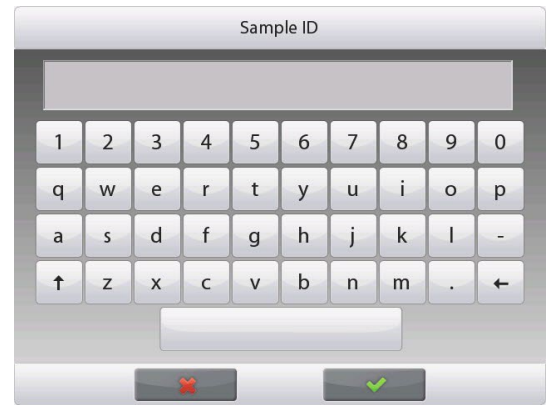 Sample ID
1 2 3 4 5 6 7 8 9 0
q w e r t y u i o p
a s d f g h j k l -
↑ z x c v b n m . ←